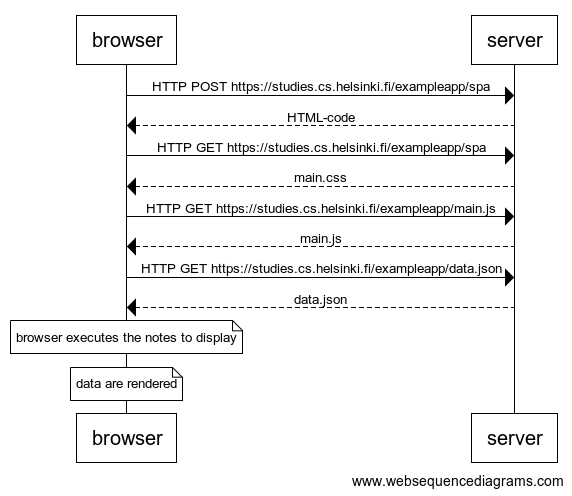 browser server
HTTP POST https://studies.cs.helsinki.fi/exampleapp/spa
HTML-code
HTTP GET https://studies.cs.helsinki.fi/exampleapp/spa
main.css
HTTP GET https://studies.cs.helsinki.fi/exampleapp/main.js
main.js
HTTP GET https://studies.cs.helsinki.fi/exampleapp/data.json
data.json
browser executes the notes to display
data are rendered
browser server
www.websequencediagrams.com